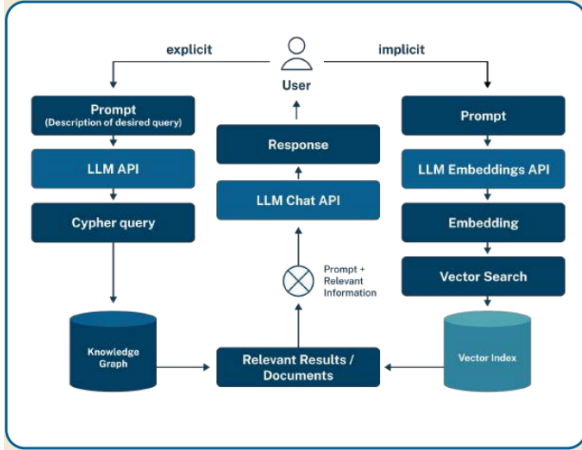 explicit
implicit
User
Prompt
(Description of desired query)
LLM API
Cypher query
Knowledge
Graph
Response
LLM Chat API
Prompt +
Relevant
Information
Relevant Results /
Documents
Prompt
LLM Embeddings API
Embedding
Vector Search
Vector Index